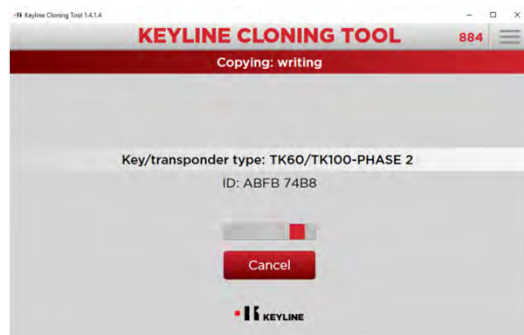 Keyline Cloning Tool 1.4.1.4
KEYLINE CLONING TOOL
884
Copying: writing
Key/transponder type: TK60/TK100-PHASE 2
ID: ABFB 74B8
Cancel
KEYLINE